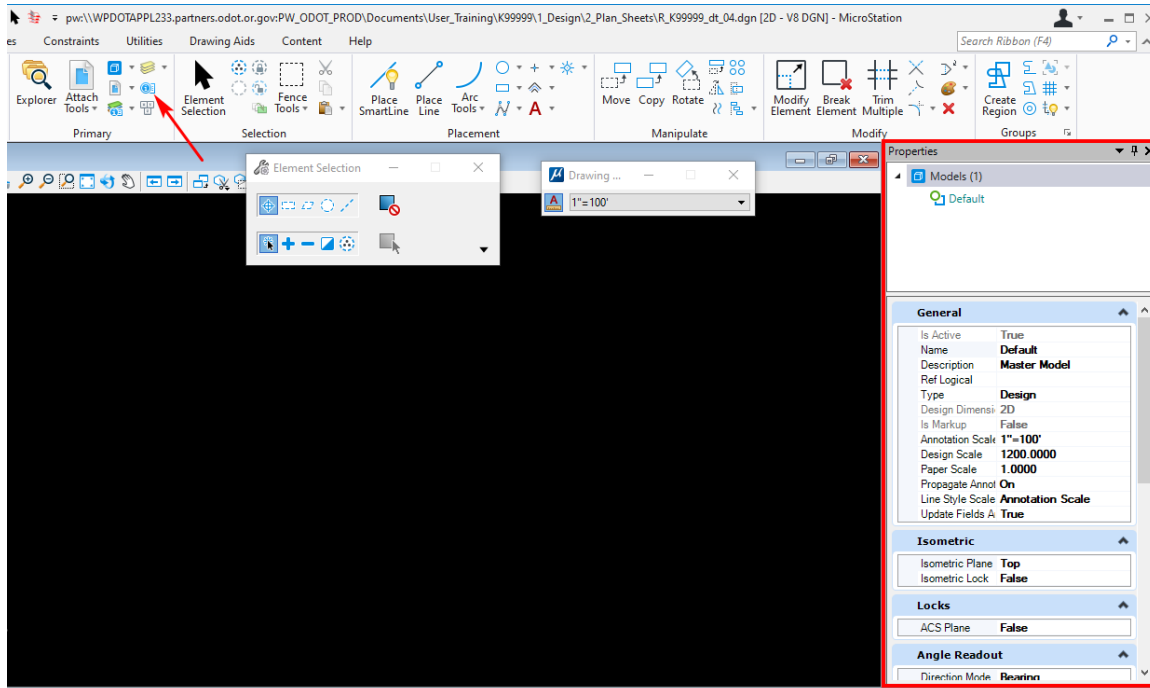 pw:\\WPDOTAPPL233.partners.odot.or.gov:PW_ODOT_PROD\Documents\User_Training\K99999\1_Design\2_Plan_Sheets\R_K99999_dt_04.dgn [2D - V8 DGN] - MicroStation
es Constraints Utilities Drawing Aids Content Help Search Ribbon (F4)
Explorer Attach Tools Element Selection Fence Tools Place SmartLine Place Line Arc Tools Move Copy Rotate Modify Element Break Element Trim Multiple Create Region
Primary Selection Placement Manipulate Modify Groups
Element Selection
Drawing ...
1"=100'
Properties
Models (1)
Default
General
Is Active True
Name Default
Description Master Model
Ref Logical
Type Design
Design Dimensi 2D
Is Markup False
Annotation Scale 1"=100'
Design Scale 1200.0000
Paper Scale 1.0000
Propagate Annot On
Line Style Scale Annotation Scale
Update Fields A True
Isometric
Isometric Plane Top
Isometric Lock False
Locks
ACS Plane False
Angle Readout
Direction Mode Bearing